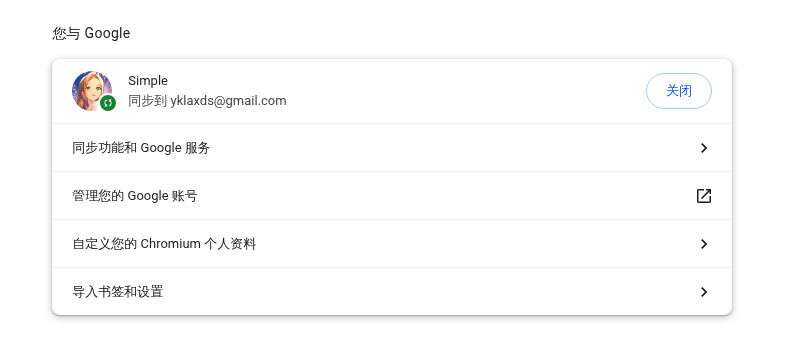 您与 Google
Simple
同步到 yklaxds@gmail.com
关闭
同步功能和 Google 服务
管理您的 Google 账号
自定义您的 Chromium 个人资料
导入书签和设置